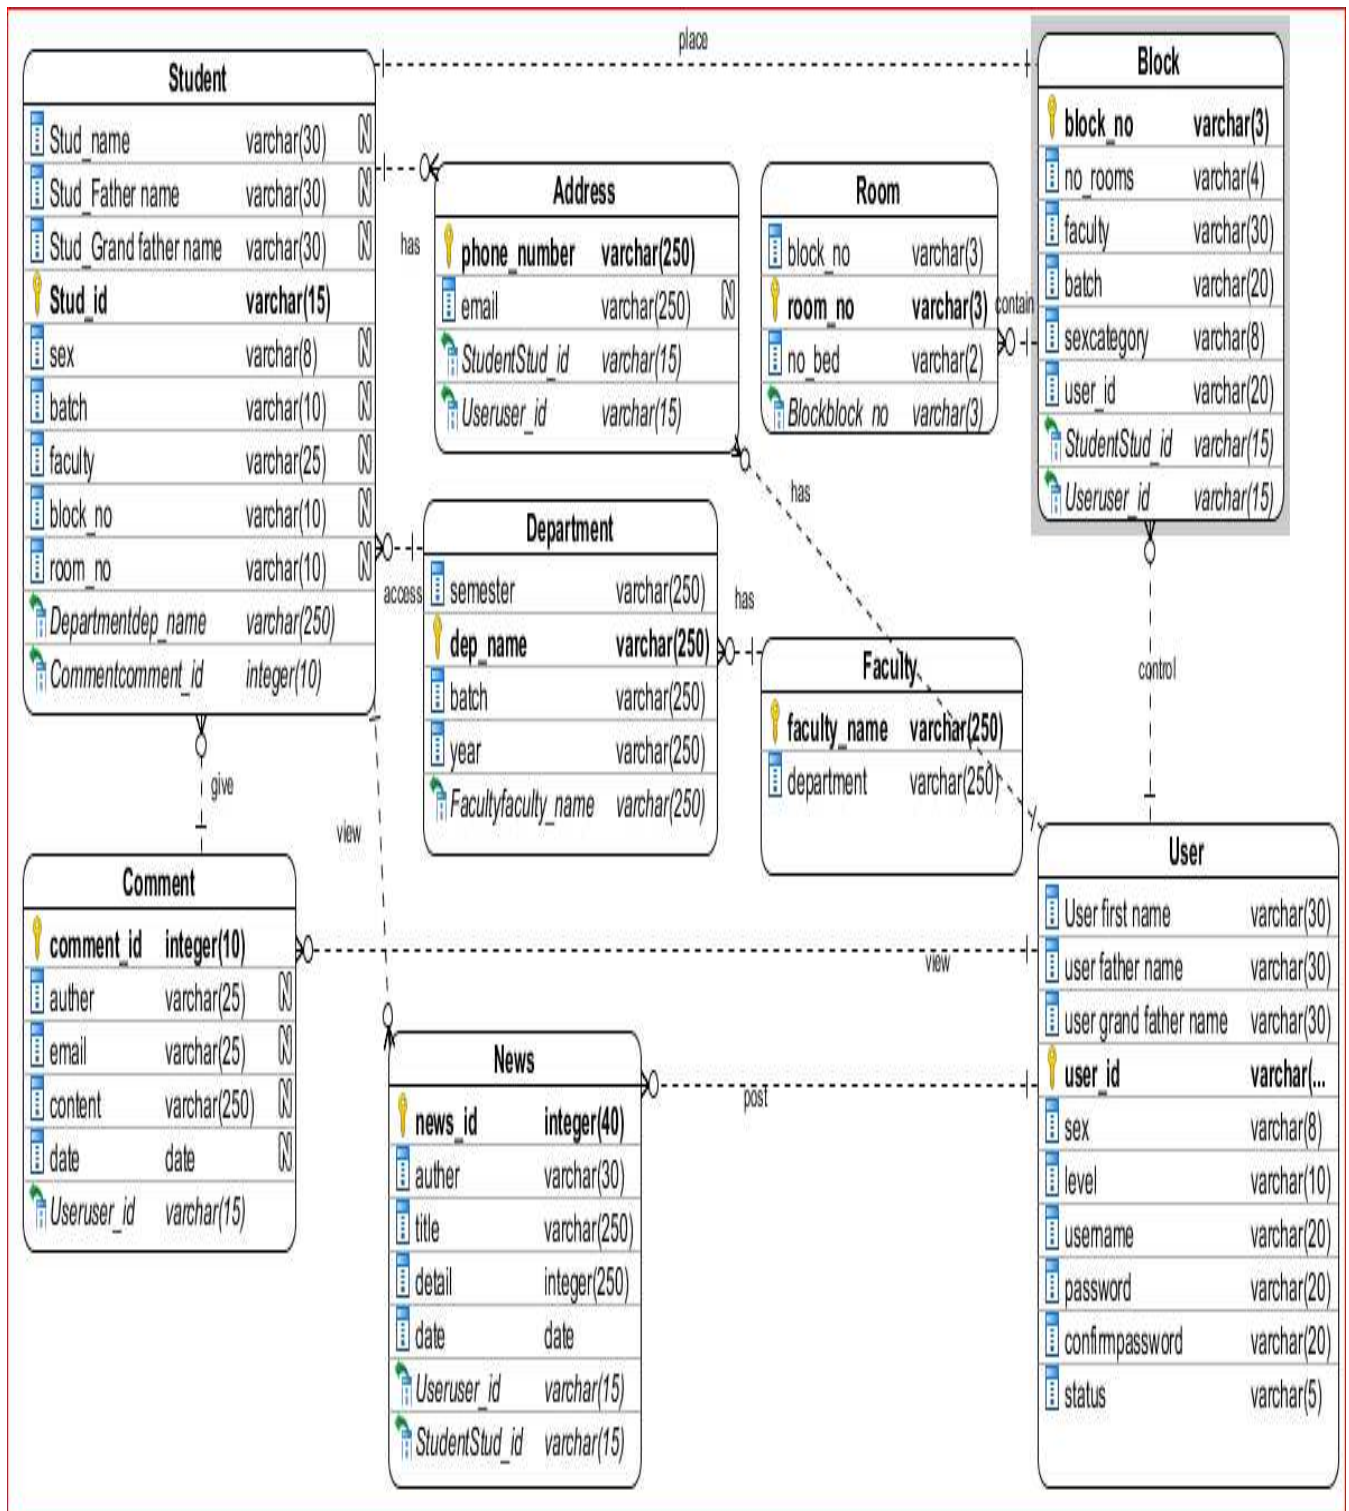 place
Student
Stud_name varchar(30) N
Stud_Father name varchar(30) N
Stud_Grand father name varchar(30) N
Stud_id varchar(15)
sex varchar(8) N
batch varchar(10) N
faculty varchar(25) N
block_no varchar(10) N
room_no varchar(10) N
Departmentdep_name varchar(250)
Commentcomment_id integer(10)
has
Address
phone_number varchar(250)
email varchar(250) N
StudentStud_id varchar(15)
Useruser_id varchar(15)
Room
block_no varchar(3)
room_no varchar(3)
no_bed varchar(2)
Blockblock_no varchar(3)
contain
Block
block_no varchar(3)
no_rooms varchar(4)
faculty varchar(30)
batch varchar(20)
sexcategory varchar(8)
user_id varchar(20)
StudentStud_id varchar(15)
Useruser_id varchar(15)
has
access
Department
semester varchar(250)
dep_name varchar(250)
batch varchar(250)
year varchar(250)
Facultyfaculty_name varchar(250)
has
Faculty
faculty_name varchar(250)
department varchar(250)
control
give
view
Comment
comment_id integer(10)
auther varchar(25) N
email varchar(25) N
content varchar(250) N
date date N
Useruser_id varchar(15)
view
News
news_id integer(40)
auther varchar(30)
title varchar(250)
detail integer(250)
date date
Useruser_id varchar(15)
StudentStud_id varchar(15)
post
User
User first name varchar(30)
user father name varchar(30)
user grand father name varchar(30)
user_id varchar(...
sex varchar(8)
level varchar(10)
username varchar(20)
password varchar(20)
confirmpassword varchar(20)
status varchar(5)